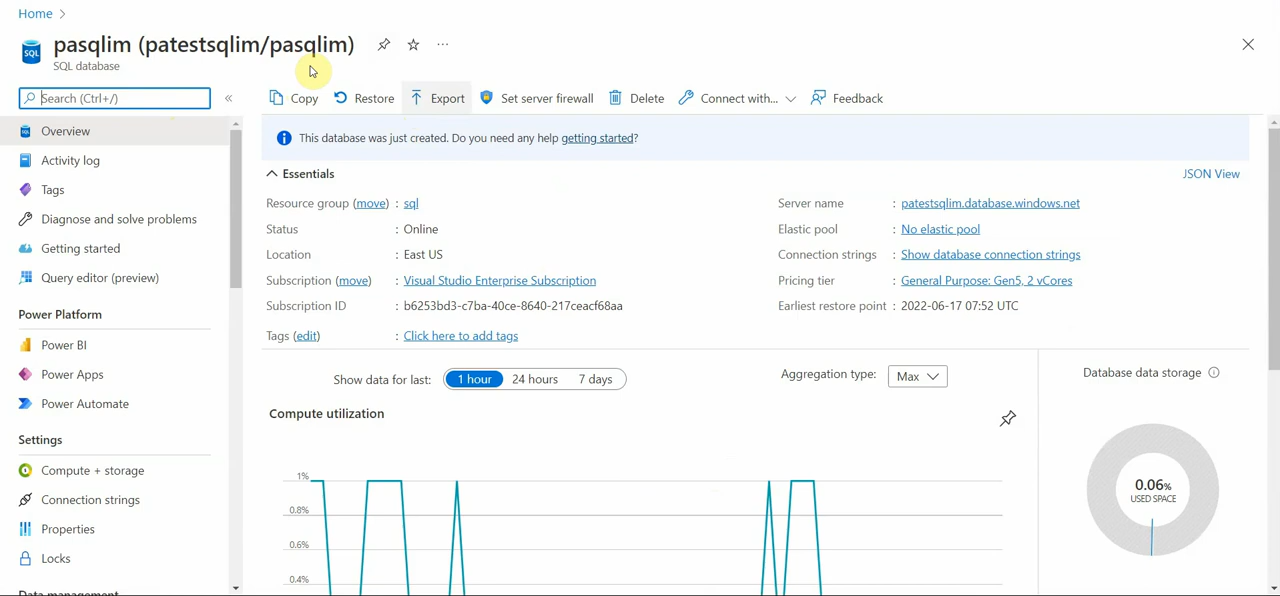 Home >
pasqlim (patestsqlim/pasqlim)
SQL
SQL database
Search (Ctrl+/)
«
Copy Restore Export Set server firewall Delete Connect with... Feedback
Overview
Activity log
Tags
Diagnose and solve problems
Getting started
Query editor (preview)
Power Platform
Power BI
Power Apps
Power Automate
Settings
Compute + storage
Connection strings
Properties
Locks
Data management
This database was just created. Do you need any help getting started?
Essentials
JSON View
Resource group (move) : sql
Status : Online
Location : East US
Subscription (move) : Visual Studio Enterprise Subscription
Subscription ID : b6253bd3-c7ba-40ce-8640-217ceacf68aa
Tags (edit) : Click here to add tags
Server name : patestsqlim.database.windows.net
Elastic pool : No elastic pool
Connection strings : Show database connection strings
Pricing tier : General Purpose: Gen5, 2 vCores
Earliest restore point : 2022-06-17 07:52 UTC
Show data for last: 1 hour 24 hours 7 days
Aggregation type: Max
Compute utilization
1%
0.8%
0.6%
0.4%
Database data storage
0.06%
USED SPACE